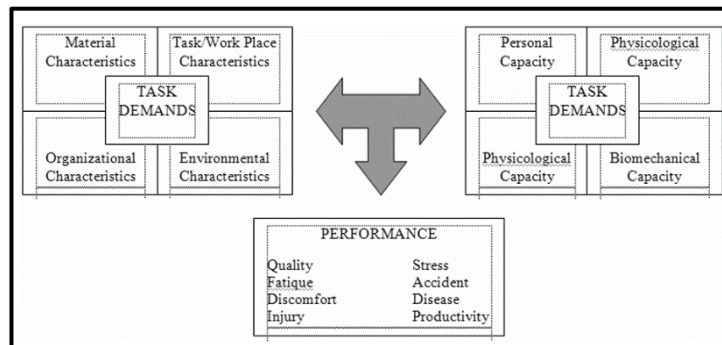 Material
Characteristics
Task/Work Place
Characteristics
TASK
DEMANDS
Organizational
Characteristics
Environmental
Characteristics
Personal
Capacity
Physicological
Capacity
TASK
DEMANDS
Physicological
Capacity
Biomechanical
Capacity
PERFORMANCE
Quality Stress
Fatique Accident
Discomfort Disease
Injury Productivity